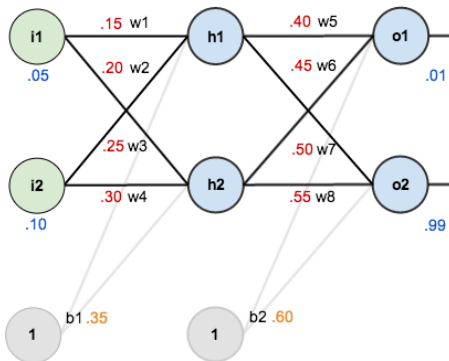 .15 w1
.40 w5
i1
h1
o1
.20 w2
.45 w6
.05
.01
.25 w3
.50 w7
i2
h2
o2
.30 w4
.55 w8
.10
.99
b1 .35
b2 .60
1
1